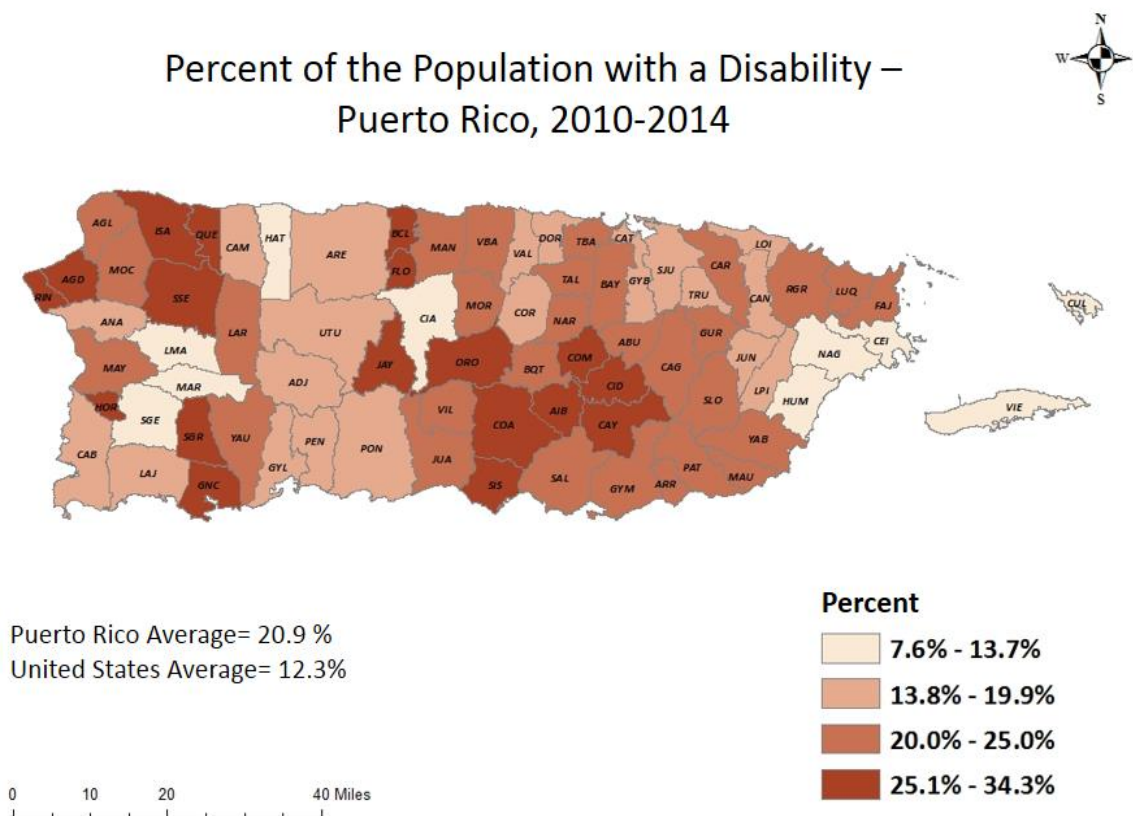 N
W
S
Percent of the Population with a Disability –
Puerto Rico, 2010-2014
AGL
ISA
QUE
CAM
HAT
ARE
BCL
MAN
VBA
VAL
DOR
TBA
CAT
SJU
LOI
CAR
RIN
AGD
MOC
SSE
FLO
TAL
BAY
GYB
TRU
CAN
RGR
LUQ
FAJ
CUL
ANA
LAR
UTU
CIA
MOR
COR
NAR
ABU
GUR
LMA
MAY
MAR
ADJ
JAY
ORO
BQT
COM
CID
CAG
JUN
LPI
NAG
CEI
HUM
VIE
HOR
SGE
SGR
YAU
VIL
COA
AIB
CAY
SLO
CAB
LAJ
GNC
GYL
PEN
PON
JUA
SIS
SAL
GYM
ARR
PAT
MAU
YAB
Puerto Rico Average= 20.9 %
United States Average= 12.3%
Percent
7.6% - 13.7%
13.8% - 19.9%
20.0% - 25.0%
25.1% - 34.3%
0 10 20 40 Miles